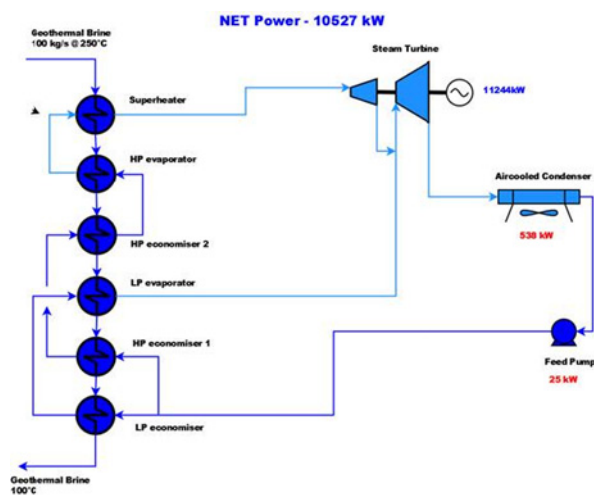 NET Power - 10527 kW
Geothermal Brine
100 kg/s @ 250°C
Steam Turbine
Superheater
11244kW
HP evaporator
Aircooled Condenser
538 kW
HP economiser 2
LP evaporator
HP economiser 1
Feed Pump
25 kW
LP economiser
Geothermal Brine
100°C